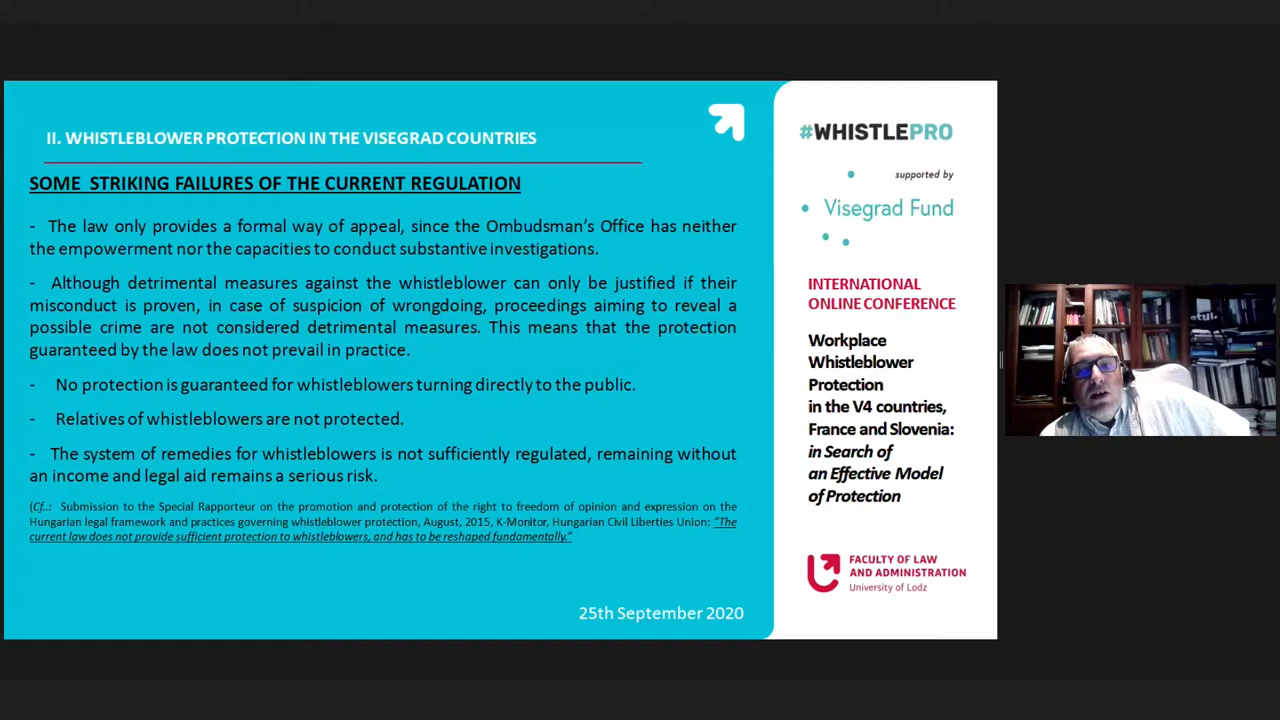 II. WHISTLEBLOWER PROTECTION IN THE VISEGRAD COUNTRIES
SOME STRIKING FAILURES OF THE CURRENT REGULATION
- The law only provides a formal way of appeal, since the Ombudsman's Office has neither
the empowerment nor the capacities to conduct substantive investigations.
- Although detrimental measures against the whistleblower can only be justified if their
misconduct is proven, in case of suspicion of wrongdoing, proceedings aiming to reveal a
possible crime are not considered detrimental measures. This means that the protection
guaranteed by the law does not prevail in practice.
- No protection is guaranteed for whistleblowers turning directly to the public.
- Relatives of whistleblowers are not protected.
- The system of remedies for whistleblowers is not sufficiently regulated, remaining without
an income and legal aid remains a serious risk.
(Cf..: Submission to the Special Rapporteur on the promotion and protection of the right to freedom of opinion and expression on the
Hungarian legal framework and practices governing whistleblower protection, August, 2015, K-Monitor, Hungarian Civil Liberties Union: "The
current law does not provide sufficient protection to whistleblowers, and has to be reshaped fundamentally."
25th September 2020
#WHISTLEPRO
supported by
Visegrad Fund
INTERNATIONAL
ONLINE CONFERENCE
Workplace
Whistleblower
Protection
in the V4 countries,
France and Slovenia:
in Search of
an Effective Model
of Protection
FACULTY OF LAW
AND ADMINISTRATION
University of Lodz